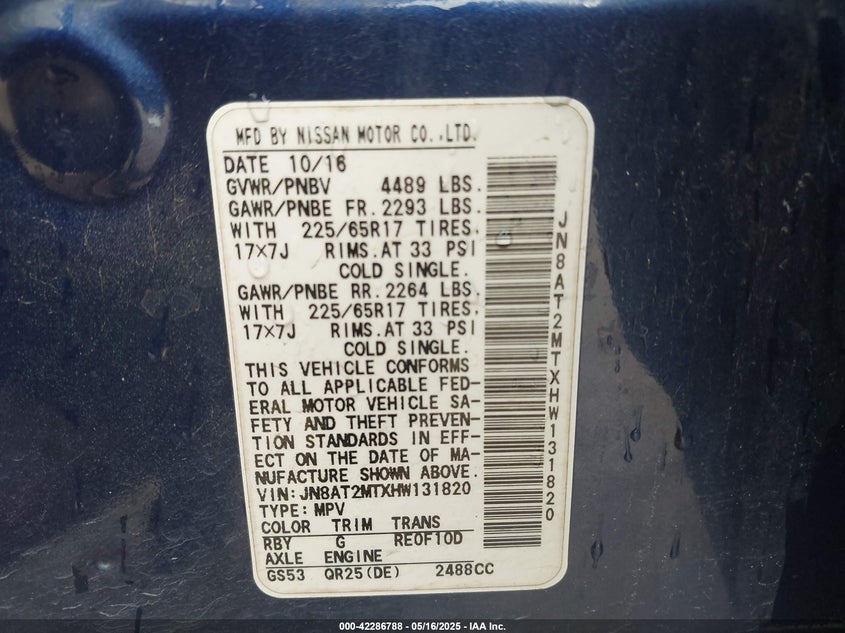 MFD BY NISSAN MOTOR CO.,LTD.
DATE 10/16
GVWR/PNBV 4489 LBS.
GAWR/PNBE FR. 2293 LBS.
WITH 225/65R17 TIRES,
17×7J RIMS.AT 33 PSI
COLD SINGLE.
GAWR/PNBE RR. 2264 LBS.
WITH 225/65R17 TIRES,
17×7J RIMS.AT 33 PSI
COLD SINGLE.
THIS VEHICLE CONFORMS
TO ALL APPLICABLE FED-
ERAL MOTOR VEHICLE SA-
FETY AND THEFT PREVEN-
TION STANDARDS IN EFF-
ECT ON THE DATE OF MA-
NUFACTURE SHOWN ABOVE.
VIN:JN8AT2MTXHW131820
TYPE:MPV
COLOR TRIM TRANS
RBY G RE0F10D
AXLE ENGINE
GS53 QR25(DE) 2488CC
JN8AT2MTXHW131820
000-42286788 - 05/16/2025 - IAA Inc.